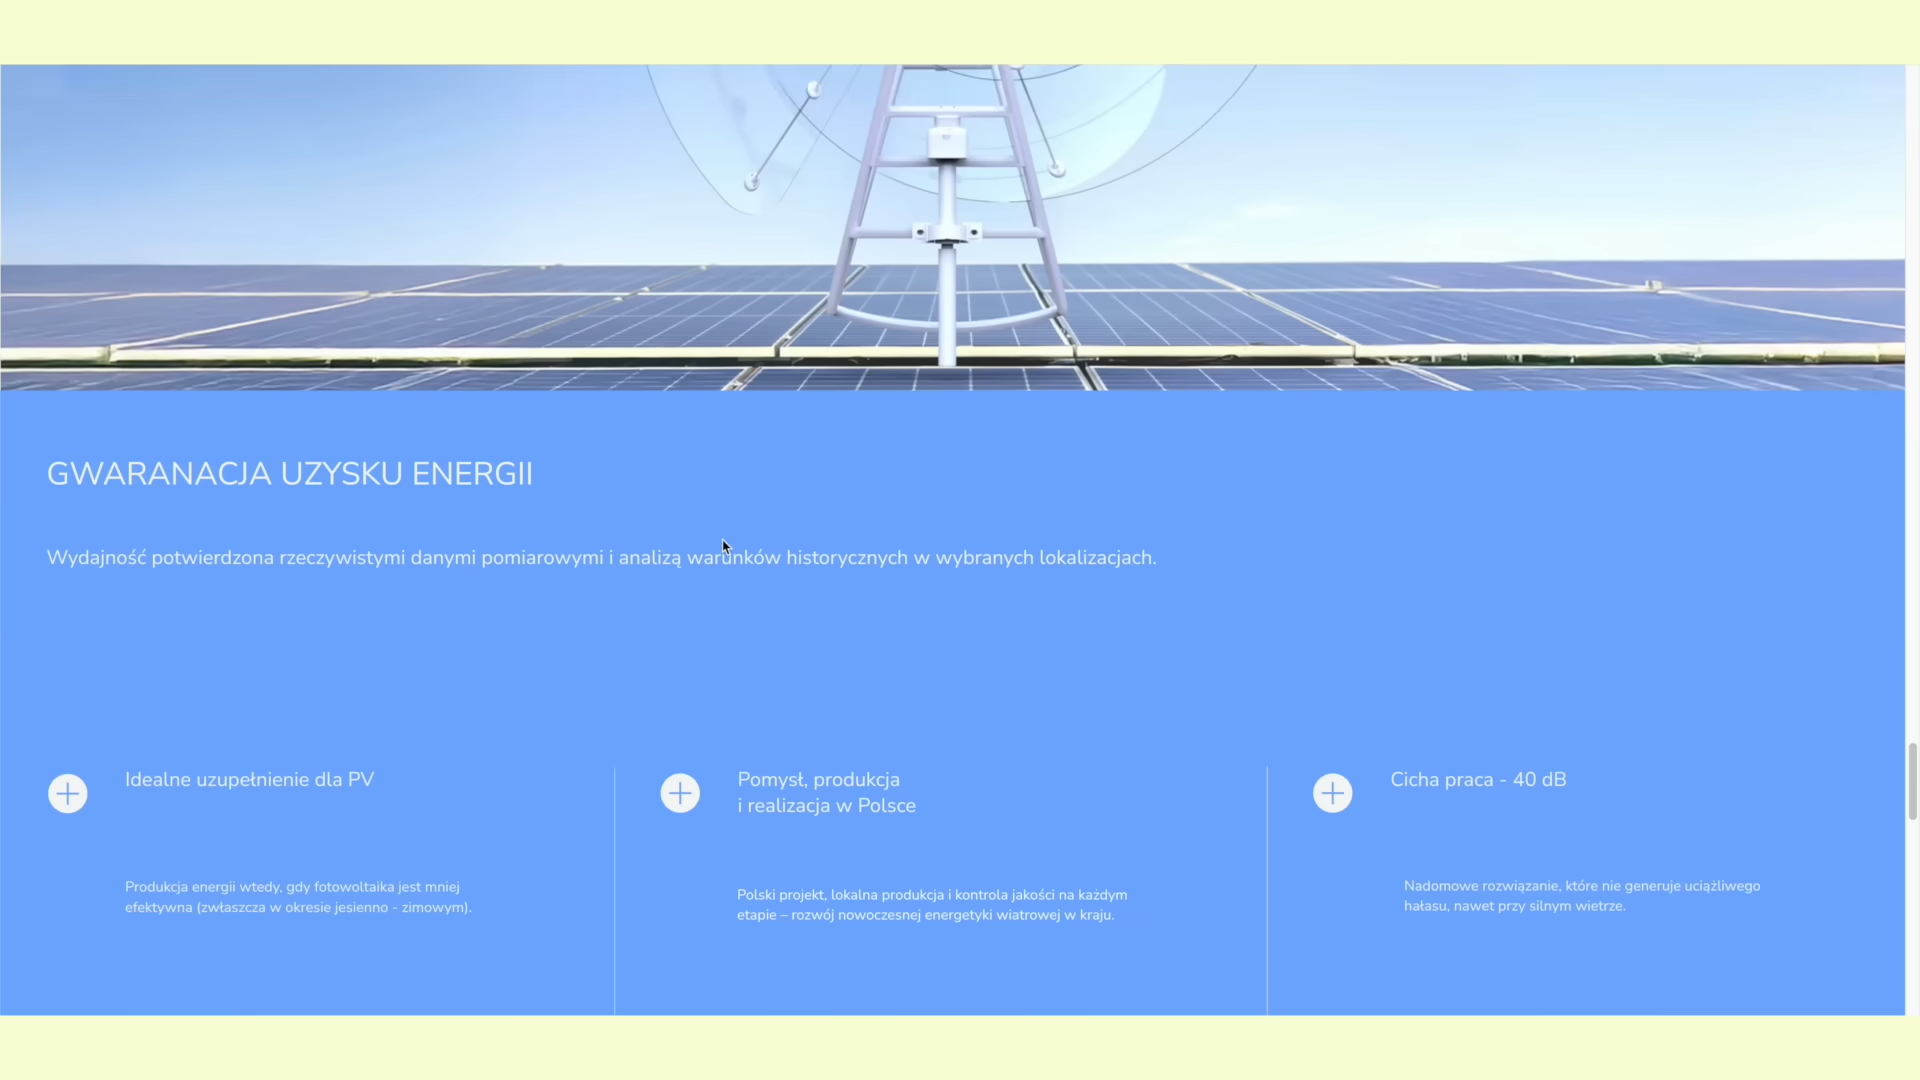 GWARANACJA UZYSKU ENERGII
Wydajność potwierdzona rzeczywistymi danymi pomiarowymi i analizą warunków historycznych w wybranych lokalizacjach.
Idealne uzupełnienie dla PV
Produkcja energii wtedy, gdy fotowoltaika jest mniej
efektywna (zwłaszcza w okresie jesienno - zimowym).
Pomysł, produkcja
i realizacja w Polsce
Polski projekt, lokalna produkcja i kontrola jakości na każdym
etapie – rozwój nowoczesnej energetyki wiatrowej w kraju.
Cicha praca - 40 dB
Nadomowe rozwiązanie, które nie generuje uciążliwego
hałasu, nawet przy silnym wietrze.